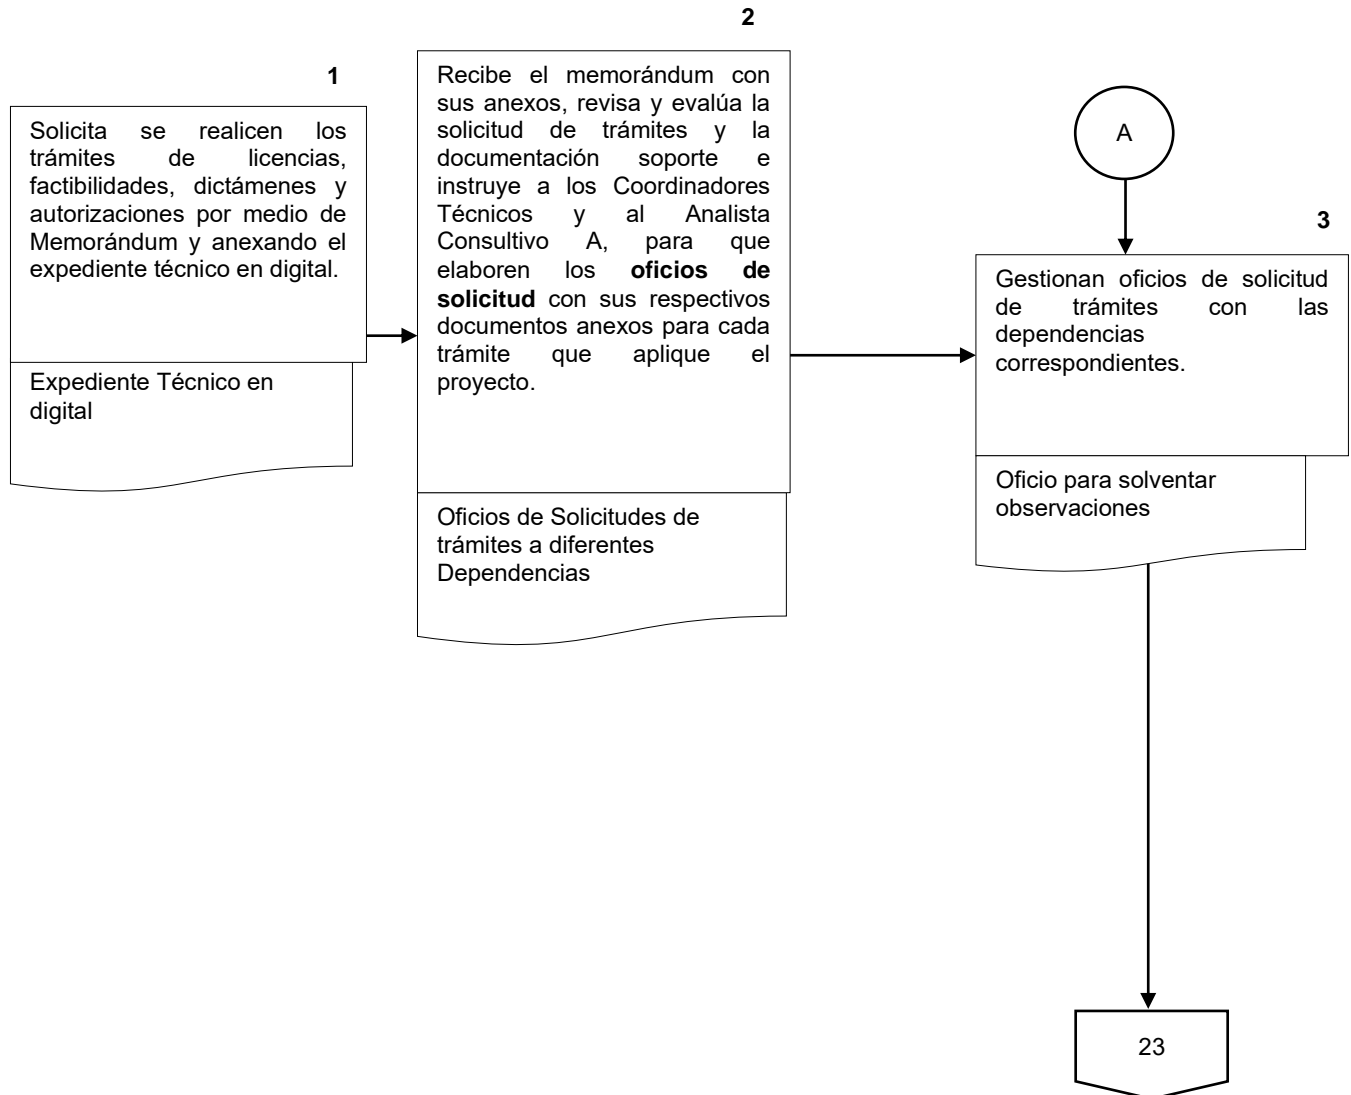 1
Solicita se realicen los
trámites de licencias,
factibilidades, dictámenes y
autorizaciones por medio de
Memorándum y anexando el
expediente técnico en digital.
Expediente Técnico en
digital
2
Recibe el memorándum con
sus anexos, revisa y evalúa la
solicitud de trámites y la
documentación soporte e
instruye a los Coordinadores
Técnicos y al Analista
Consultivo A, para que
elaboren los oficios de
solicitud con sus respectivos
documentos anexos para cada
trámite que aplique el
proyecto.
Oficios de Solicitudes de
trámites a diferentes
Dependencias
A
3
Gestionan oficios de solicitud
de trámites con las
dependencias
correspondientes.
Oficio para solventar
observaciones
23